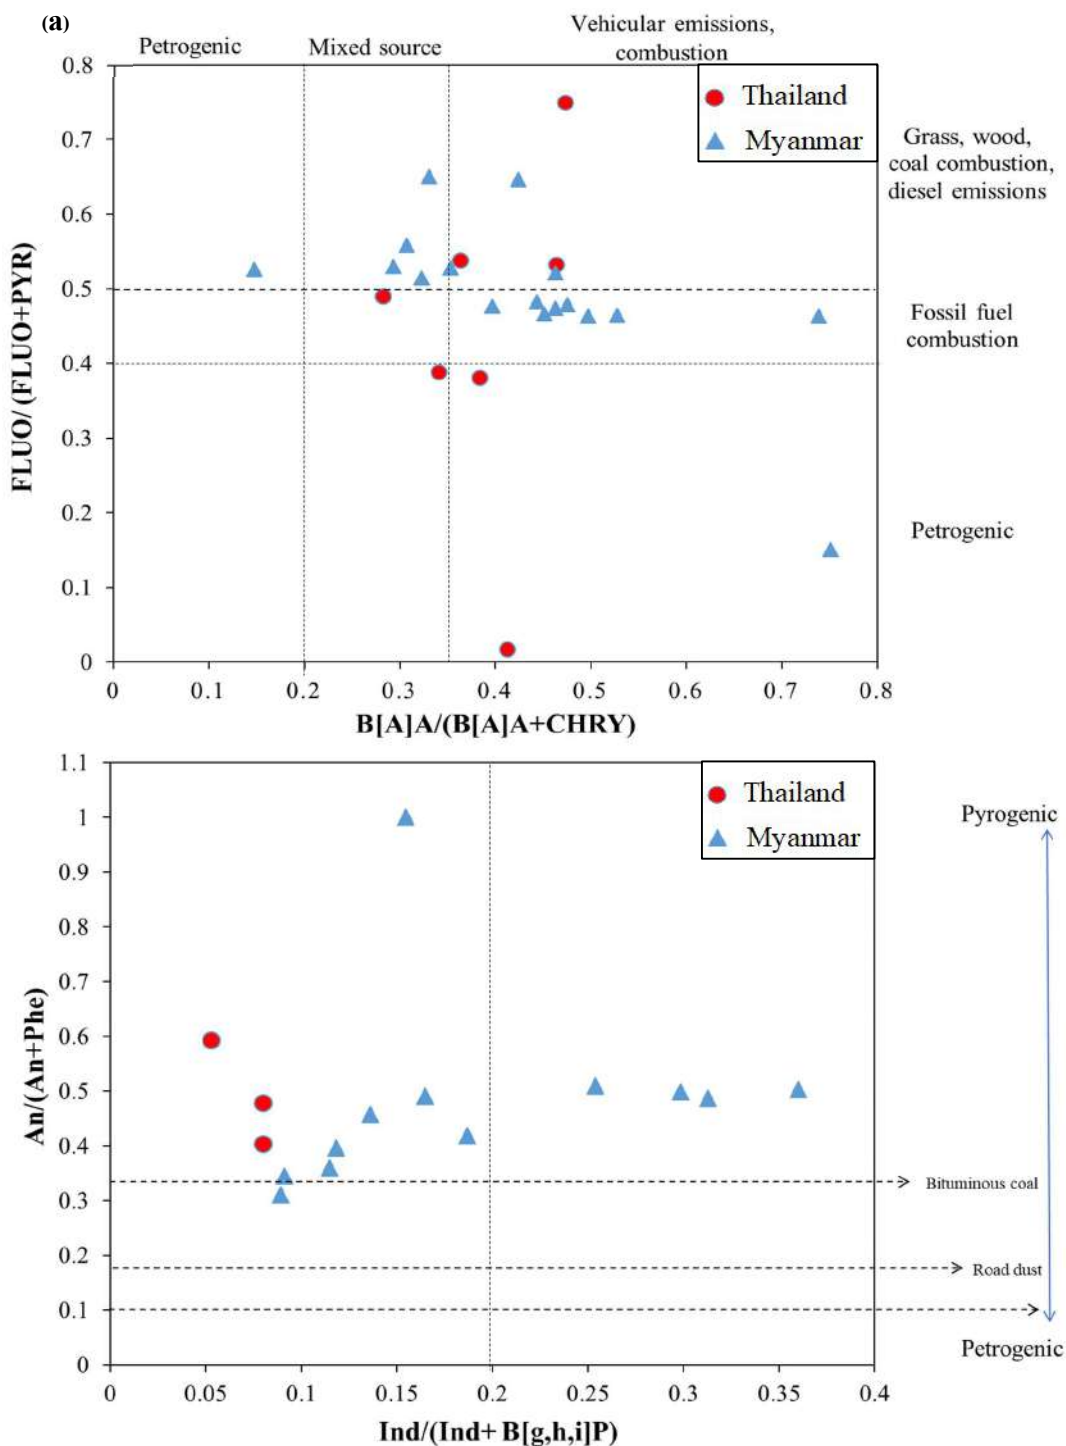 (a)
Petrogenic
Mixed source
Vehicular emissions,
combustion
0.8
0.7
0.6
0.5
0.4
0.3
0.2
0.1
0
FLUO/ (FLUO+PYR)
Thailand
Myanmar
Grass, wood,
coal combustion,
diesel emissions
Fossil fuel
combustion
Petrogenic
0 0.1 0.2 0.3 0.4 0.5 0.6 0.7 0.8
B[A]A/(B[A]A+CHRY)
1.1
1
0.9
0.8
0.7
0.6
0.5
0.4
0.3
0.2
0.1
0
An/(An+Phe)
Thailand
Myanmar
Pyrogenic
Bituminous coal
Road dust
Petrogenic
0 0.05 0.1 0.15 0.2 0.25 0.3 0.35 0.4
Ind/(Ind+ B[g,h,i]P)